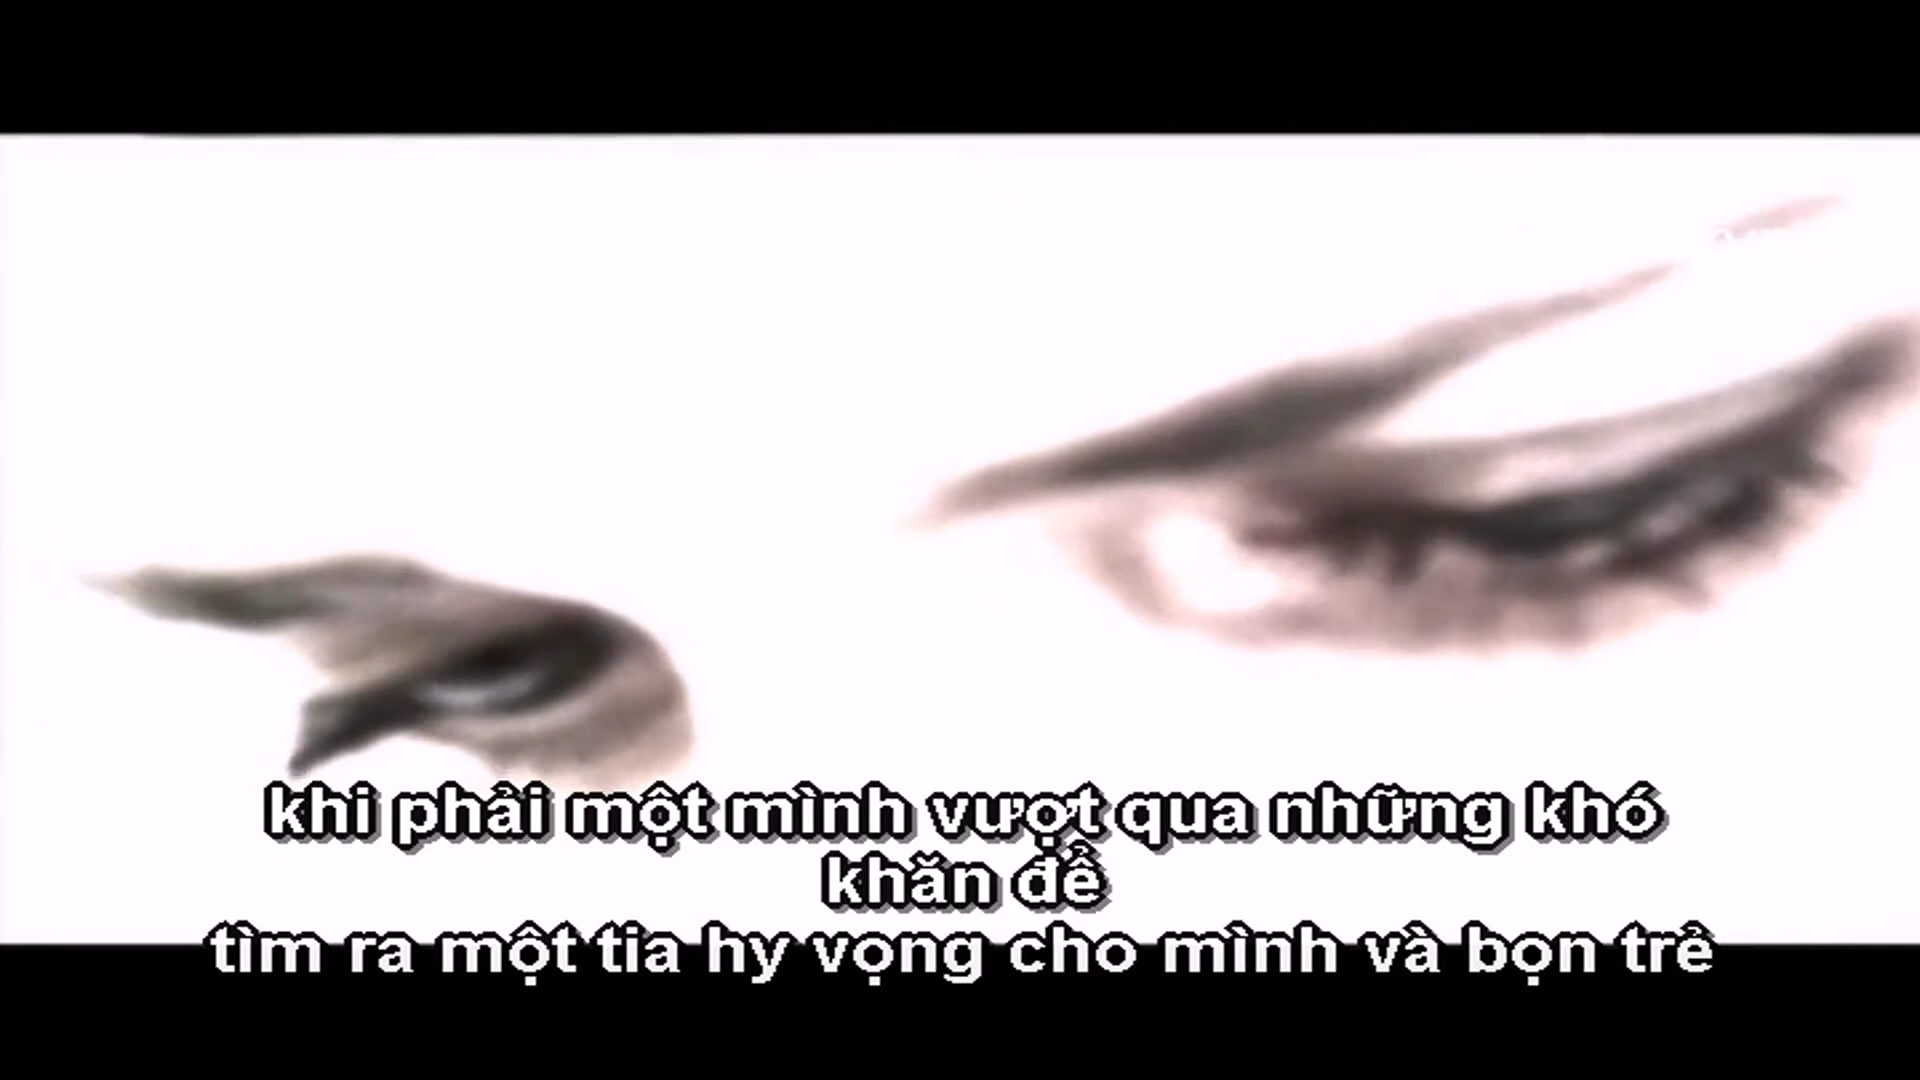 khi phải một mình vượt qua những khó
khăn để
tìm ra một tia hy vọng cho mình và bọn trẻ